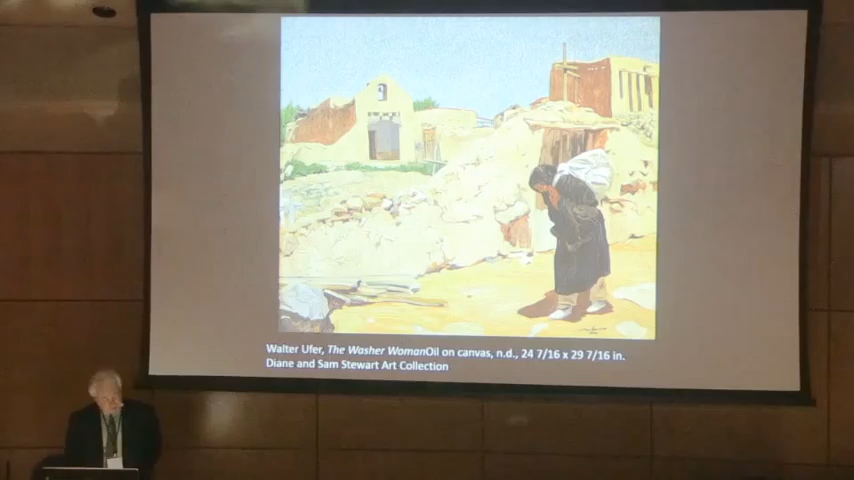 Walter Ufer, The Washer WomanOil on canvas, n.d., 24 7/16 x 29 7/16 in.
Diane and Sam Stewart Art Collection